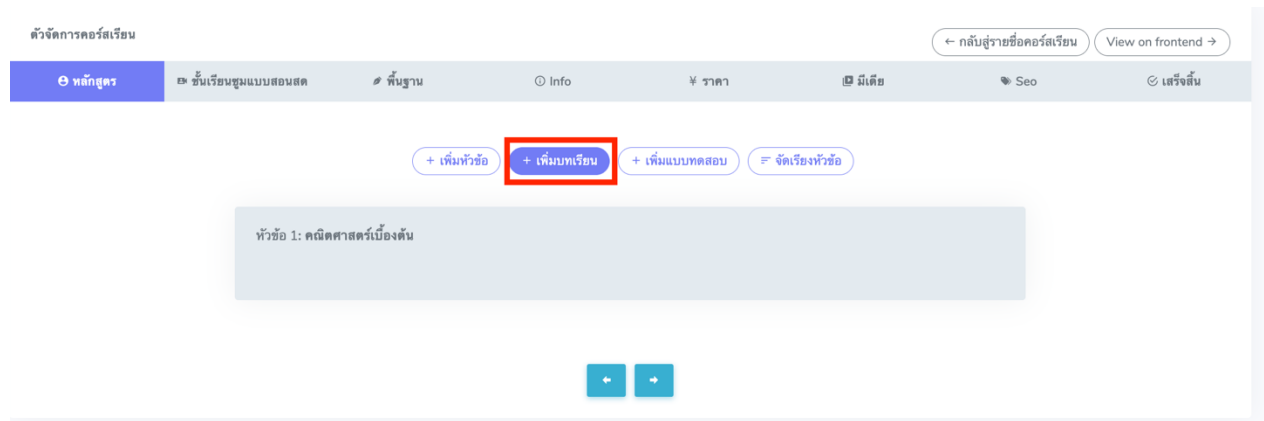 ตัวจัดการคอร์สเรียน
← กลับสู่รายชื่อคอร์สเรียน View on frontend →
หลักสูตร ชั้นเรียนซูมแบบสอนสด พื้นฐาน Info ¥ ราคา มีเดีย Seo เสร็จสิ้น
+ เพิ่มหัวข้อ + เพิ่มบทเรียน + เพิ่มแบบทดสอบ จัดเรียงหัวข้อ
หัวข้อ 1: คณิตศาสตร์เบื้องต้น